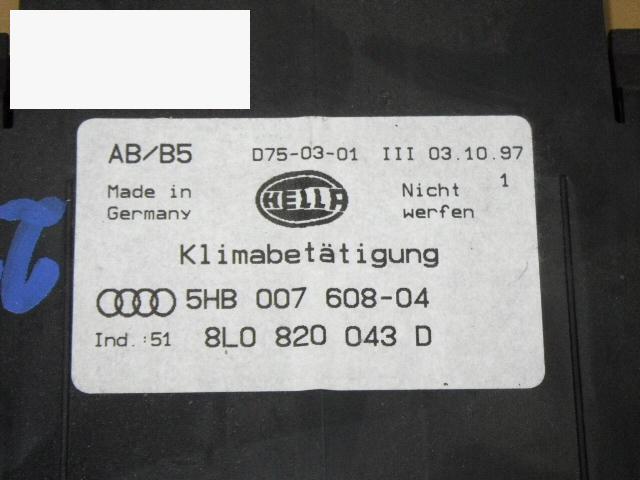 AB/B5 D75-03-01 III 03.10.97
Made in Germany
HELLA
Nicht werfen 1
Klimabetätigung
5HB 007 608-04
Ind.:51 8L0 820 043 D